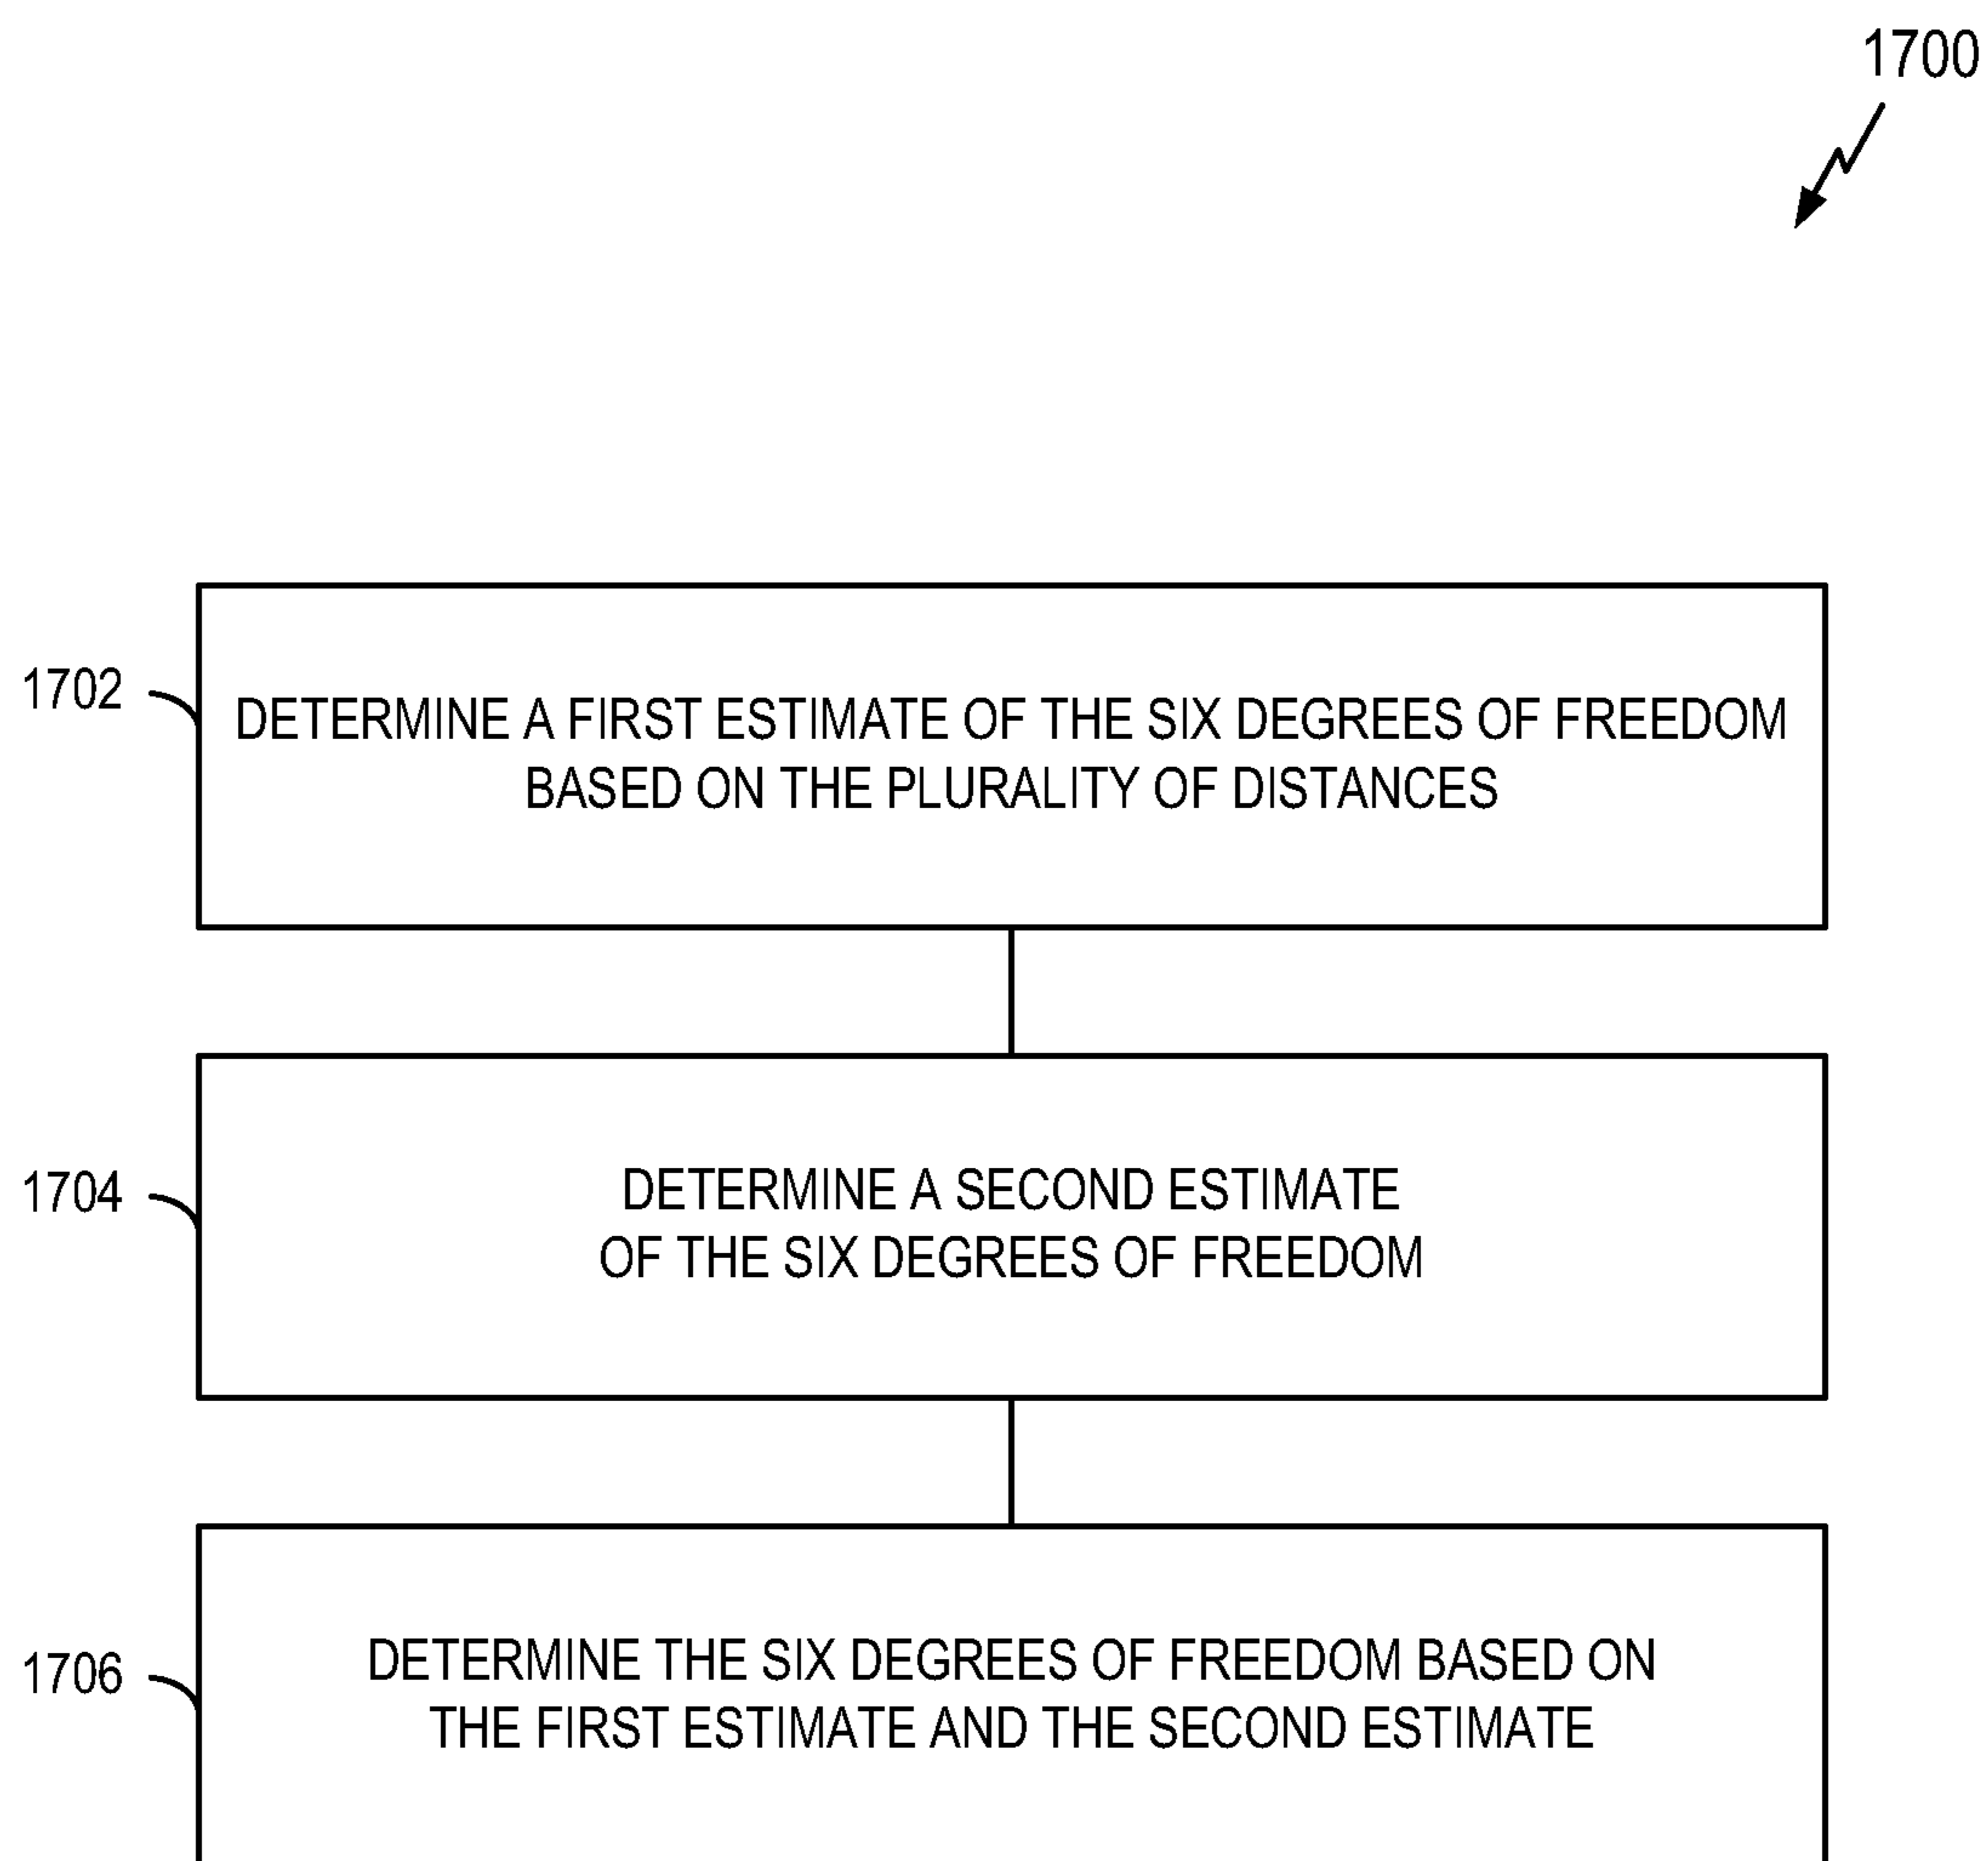 1700
1702
DETERMINE A FIRST ESTIMATE OF THE SIX DEGREES OF FREEDOM
BASED ON THE PLURALITY OF DISTANCES
1704
DETERMINE A SECOND ESTIMATE
OF THE SIX DEGREES OF FREEDOM
1706
DETERMINE THE SIX DEGREES OF FREEDOM BASED ON
THE FIRST ESTIMATE AND THE SECOND ESTIMATE